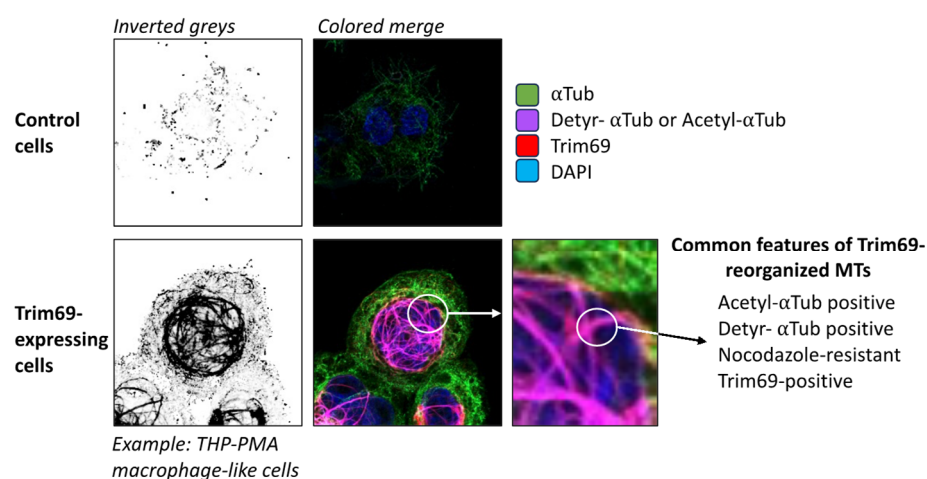 Inverted greys
Colored merge
Control
cells
αTub
Detyr- αTub or Acetyl-αTub
Trim69
DAPI
Trim69-
expressing
cells
Common features of Trim69-
reorganized MTs
Acetyl-αTub positive
Detyr- αTub positive
Nocodazole-resistant
Trim69-positive
Example: THP-PMA
macrophage-like cells